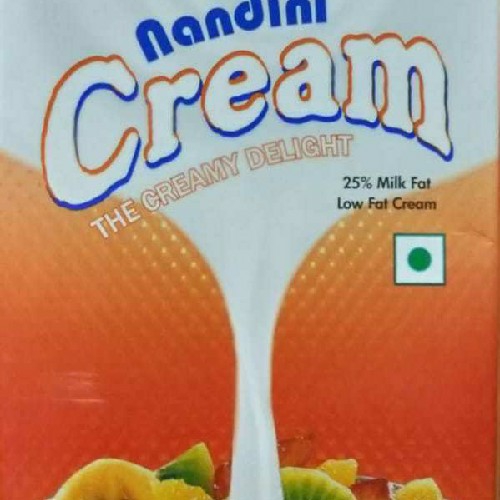 Nandini
Cream
THE CREAMY DELIGHT
25% Milk Fat
Low Fat Cream